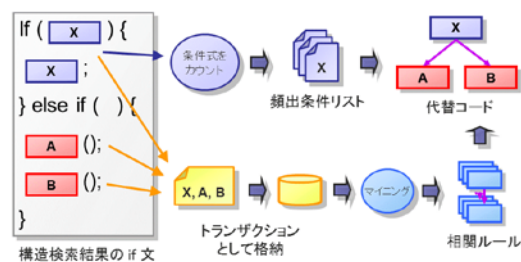 If ( X ) {
X ;
} else if ( ) {
A ();
B ();
}
構造検索結果の if 文
条件式を
カウント
X
頻出条件リスト
X
A B
代替コード
X, A, B
トランザクション
として格納
マイニング
相関ルール